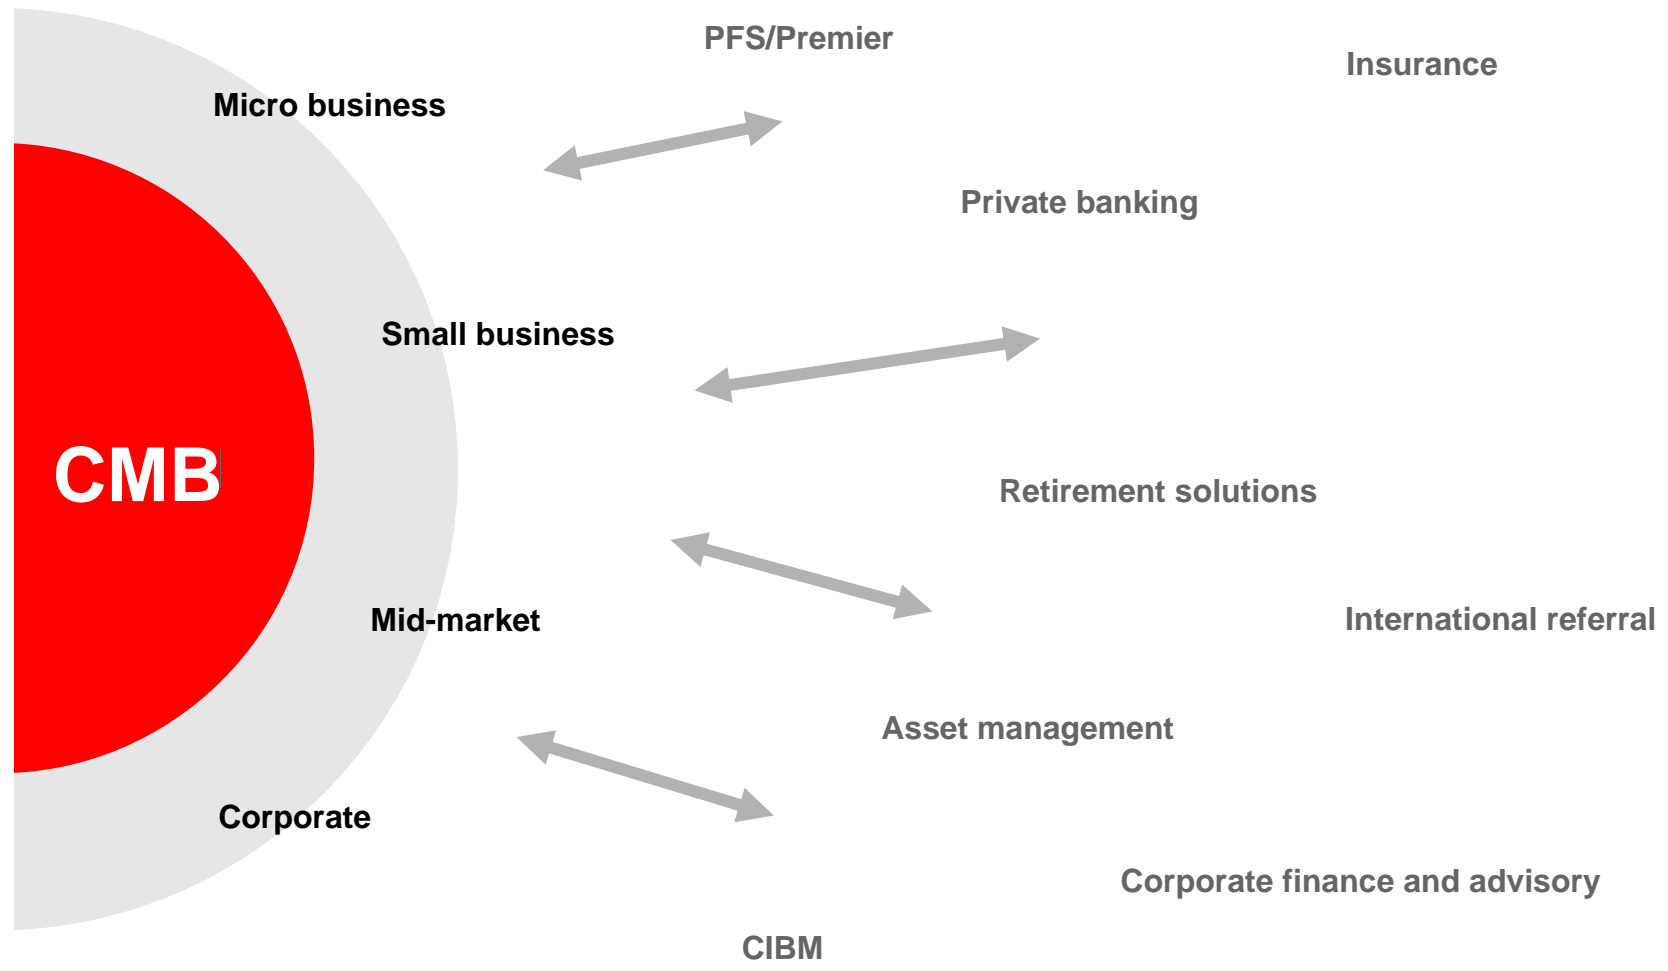 PFS/Premier
Insurance
Micro business
Private banking
Small business
CMB
Retirement solutions
Mid-market
International referral
Asset management
Corporate
Corporate finance and advisory
CIBM